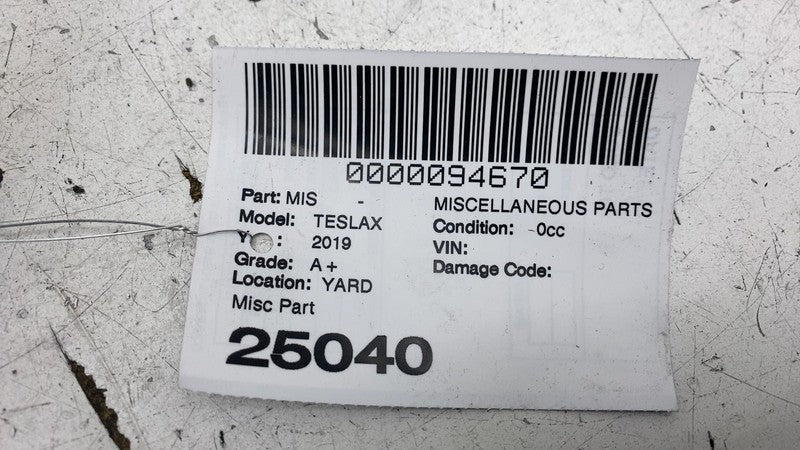 0000094670
Part: MIS - MISCELLANEOUS PARTS
Model: TESLAX Condition: -0cc
Y : 2019 VIN:
Grade: A+ Damage Code:
Location: YARD
Misc Part
25040